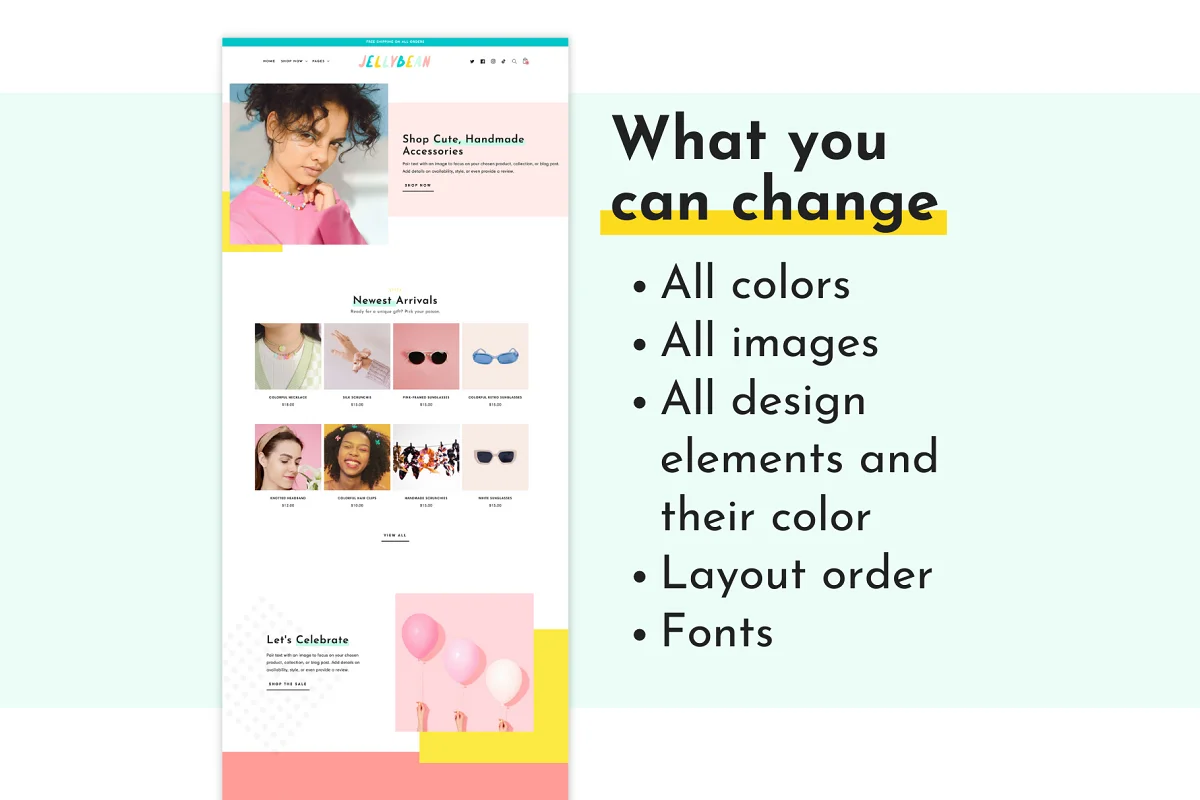 FREE SHIPPING ON ALL ORDERS
HOME SHOP NOW PAGES
JELLYBEAN
Shop Cute, Handmade
Accessories
Pair text with an image to focus on your chosen product, collection, or blog post.
Add details on availability, style, or even provide a review.
SHOP NOW
Newest Arrivals
Ready for a unique gift? Pick your poison.
COLORFUL NECKLACE
$18.00
SILK SCRUNCHIE
$15.00
PINK-FRAMED SUNGLASSES
$15.00
COLORFUL RETRO SUNGLASSES
$15.00
KNOTTED HEADBAND
$12.00
COLORFUL HAIR CLIPS
$10.00
HANDMADE SCRUNCHIES
$15.00
WHITE SUNGLASSES
$15.00
VIEW ALL
Let's Celebrate
Pair text with an image to focus on your chosen
product, collection, or blog post. Add details on
availability, style, or even provide a review.
SHOP THE SALE
What you
can change
• All colors
• All images
• All design
elements and
their color
• Layout order
• Fonts